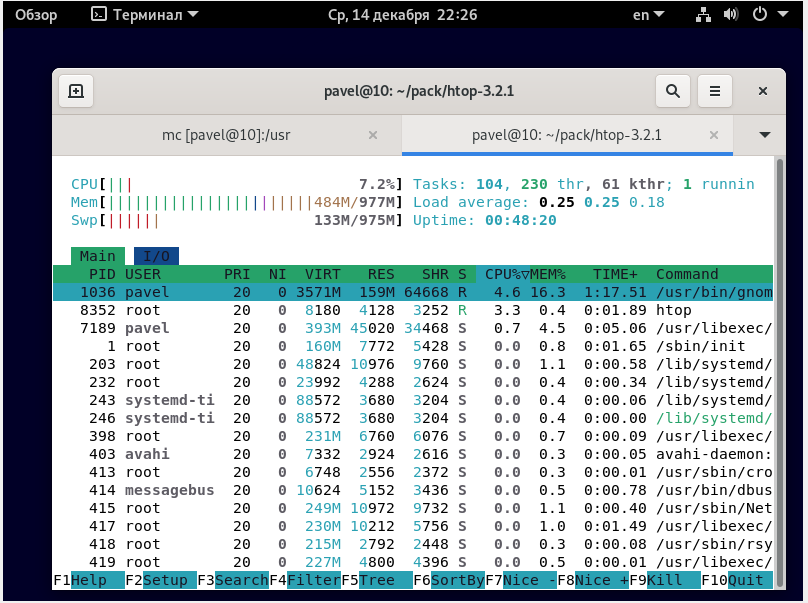 Обзор Терминал Ср, 14 декабря 22:26 en
pavel@10: ~/pack/htop-3.2.1
mc [pavel@10]:/usr pavel@10: ~/pack/htop-3.2.1
CPU[||| 7.2%] Tasks: 104, 230 thr, 61 kthr; 1 runnin
Mem[|||||||||||||||||||||||484M/977M] Load average: 0.25 0.25 0.18
Swp[|||||| 133M/975M] Uptime: 00:48:20
Main I/O
PID USER PRI NI VIRT RES SHR S CPU%▽MEM% TIME+ Command
1036 pavel 20 0 3571M 159M 64668 R 4.6 16.3 1:17.51 /usr/bin/gnom
8352 root 20 0 8180 4128 3252 R 3.3 0.4 0:01.89 htop
7189 pavel 20 0 393M 45020 34468 S 0.7 4.5 0:05.06 /usr/libexec/
1 root 20 0 160M 7772 5428 S 0.0 0.8 0:01.65 /sbin/init
203 root 20 0 48824 10976 9760 S 0.0 1.1 0:00.58 /lib/systemd/
232 root 20 0 23992 4288 2624 S 0.0 0.4 0:00.34 /lib/systemd/
243 systemd-ti 20 0 88572 3680 3204 S 0.0 0.4 0:00.06 /lib/systemd/
246 systemd-ti 20 0 88572 3680 3204 S 0.0 0.4 0:00.00 /lib/systemd/
398 root 20 0 231M 6760 6076 S 0.0 0.7 0:00.09 /usr/libexec/
403 avahi 20 0 7332 2924 2616 S 0.0 0.3 0:00.05 avahi-daemon:
413 root 20 0 6748 2556 2372 S 0.0 0.3 0:00.01 /usr/sbin/cro
414 messagebus 20 0 10624 5152 3436 S 0.0 0.5 0:00.78 /usr/bin/dbus
415 root 20 0 249M 10972 9732 S 0.0 1.1 0:00.40 /usr/sbin/Net
417 root 20 0 230M 10212 5756 S 0.0 1.0 0:01.49 /usr/libexec/
418 root 20 0 215M 2792 2448 S 0.0 0.3 0:00.08 /usr/sbin/rsy
419 root 20 0 227M 4800 4396 S 0.0 0.5 0:00.01 /usr/libexec/
F1Help F2Setup F3SearchF4FilterF5Tree F6SortByF7Nice -F8Nice +F9Kill F10Quit